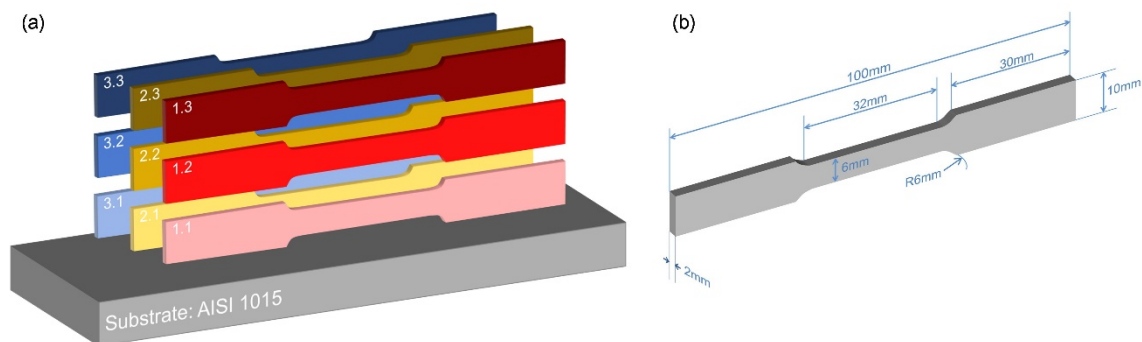 (a)
3.3
2.3
1.3
3.2
2.2
1.2
3.1
2.1
1.1
Substrate: AISI 1015
(b)
100mm
30mm
32mm
10mm
6mm
R6mm
2mm